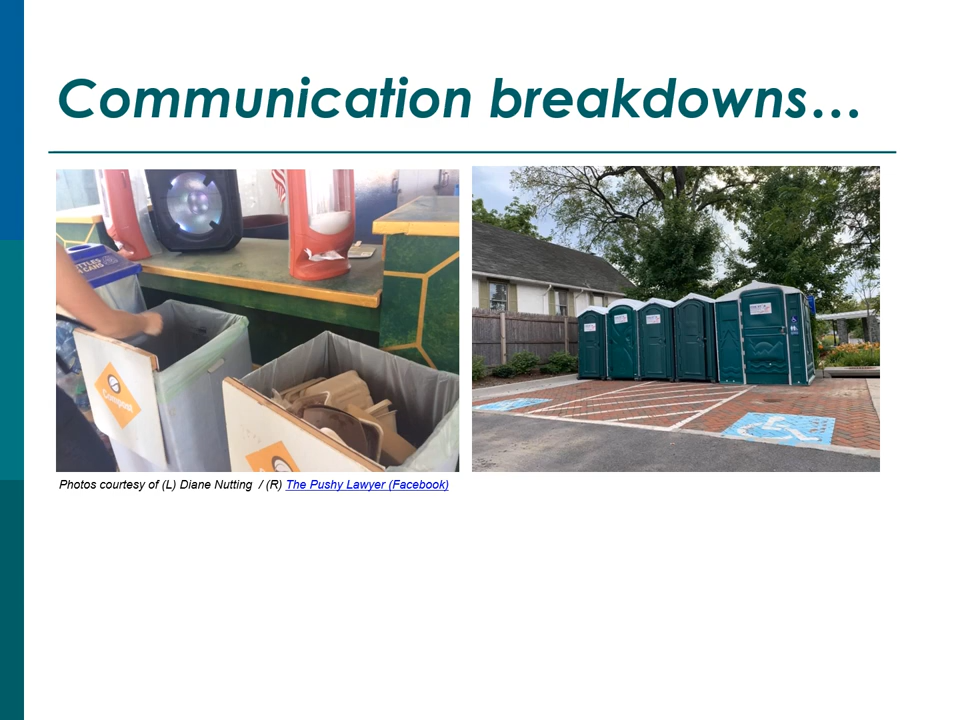 Communication breakdowns…
Compost
Photos courtesy of (L) Diane Nutting / (R) The Pushy Lawyer (Facebook)